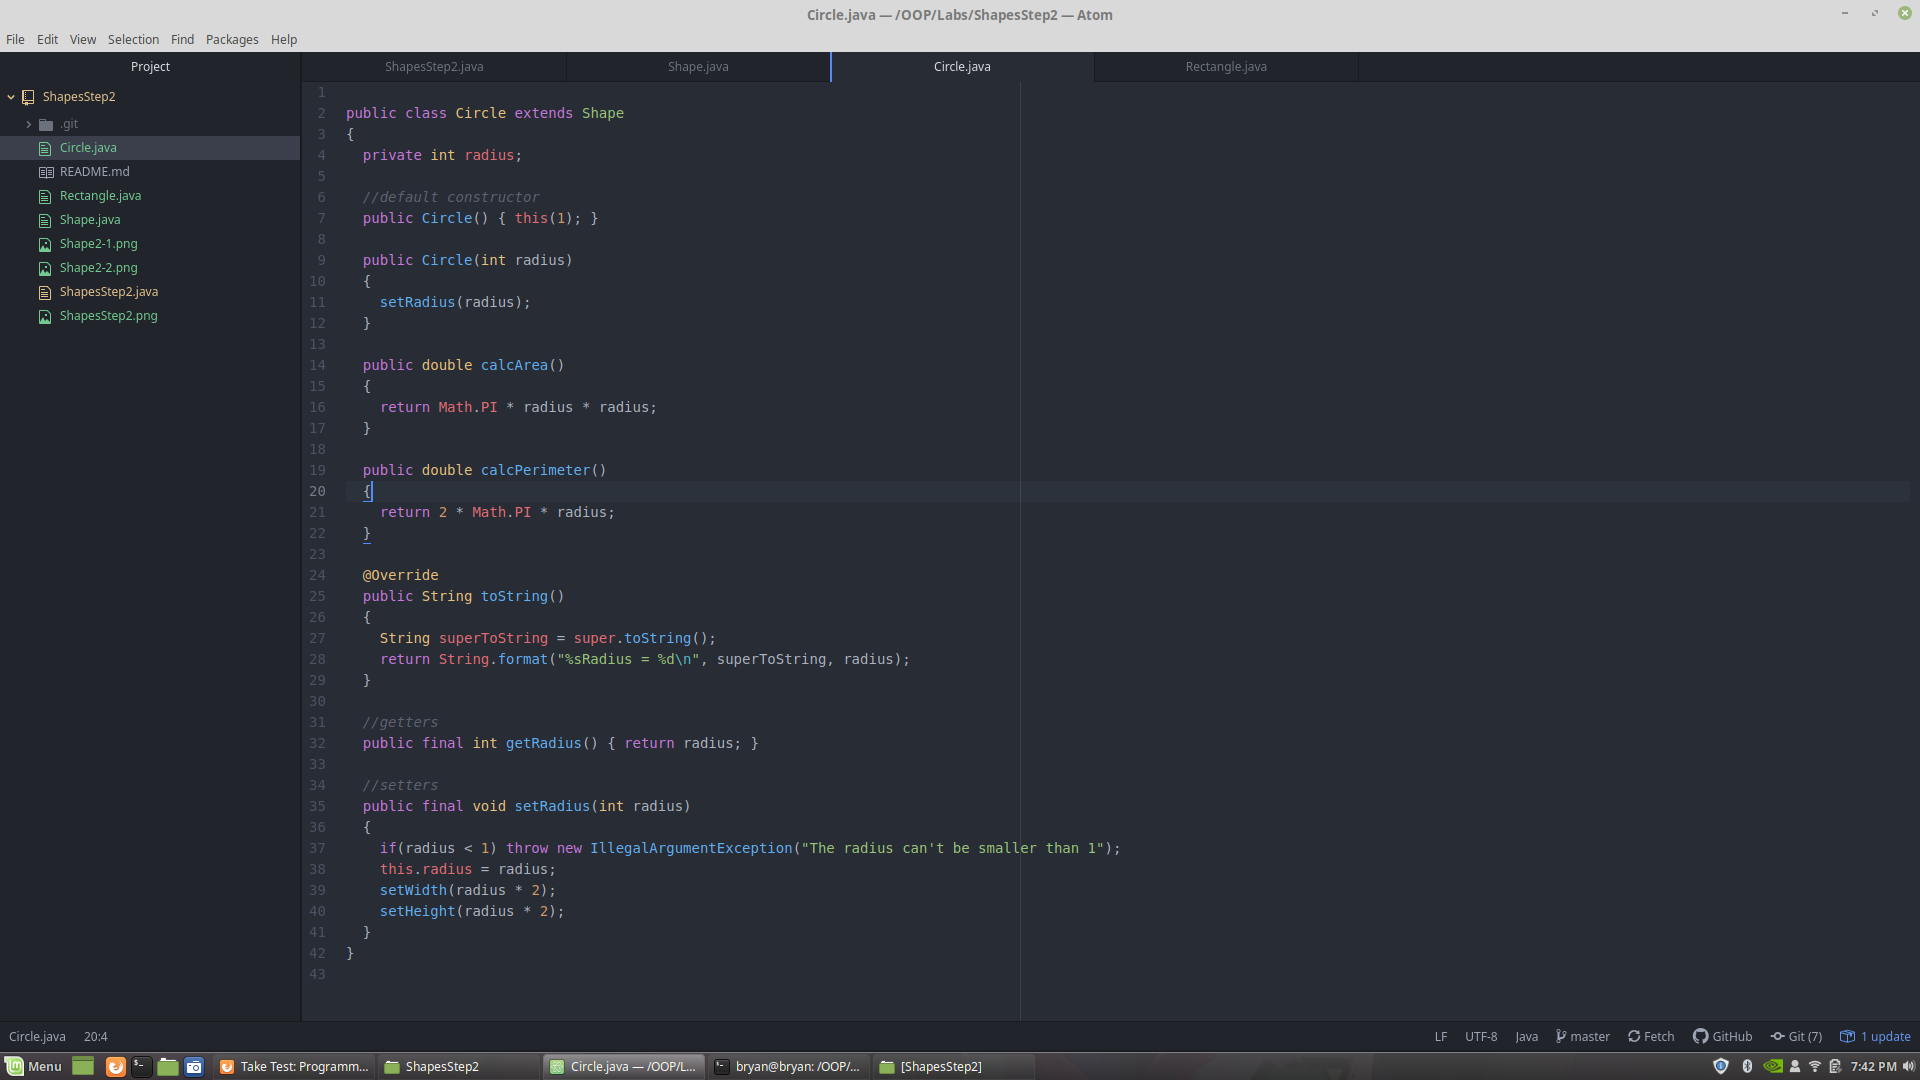 Circle.java — /OOP/Labs/ShapesStep2 — Atom
File Edit View Selection Find Packages Help
Project
ShapesStep2.java
Shape.java
Circle.java
Rectangle.java
ShapesStep2
.git
Circle.java
README.md
Rectangle.java
Shape.java
Shape2-1.png
Shape2-2.png
ShapesStep2.java
ShapesStep2.png
1
2 public class Circle extends Shape
3 {
4   private int radius;
5
6   //default constructor
7   public Circle() { this(1); }
8
9   public Circle(int radius)
10   {
11     setRadius(radius);
12   }
13
14   public double calcArea()
15   {
16     return Math.PI * radius * radius;
17   }
18
19   public double calcPerimeter()
20   {
21     return 2 * Math.PI * radius;
22   }
23
24   @Override
25   public String toString()
26   {
27     String superToString = super.toString();
28     return String.format("%sRadius = %d\n", superToString, radius);
29   }
30
31   //getters
32   public final int getRadius() { return radius; }
33
34   //setters
35   public final void setRadius(int radius)
36   {
37     if(radius < 1) throw new IllegalArgumentException("The radius can't be smaller than 1");
38     this.radius = radius;
39     setWidth(radius * 2);
40     setHeight(radius * 2);
41   }
42 }
43
Circle.java 20:4 LF UTF-8 Java master Fetch GitHub Git (7) 1 update
Menu Take Test: Programm... ShapesStep2 Circle.java — /OOP/L... bryan@bryan: /OOP/... [ShapesStep2] 7:42 PM